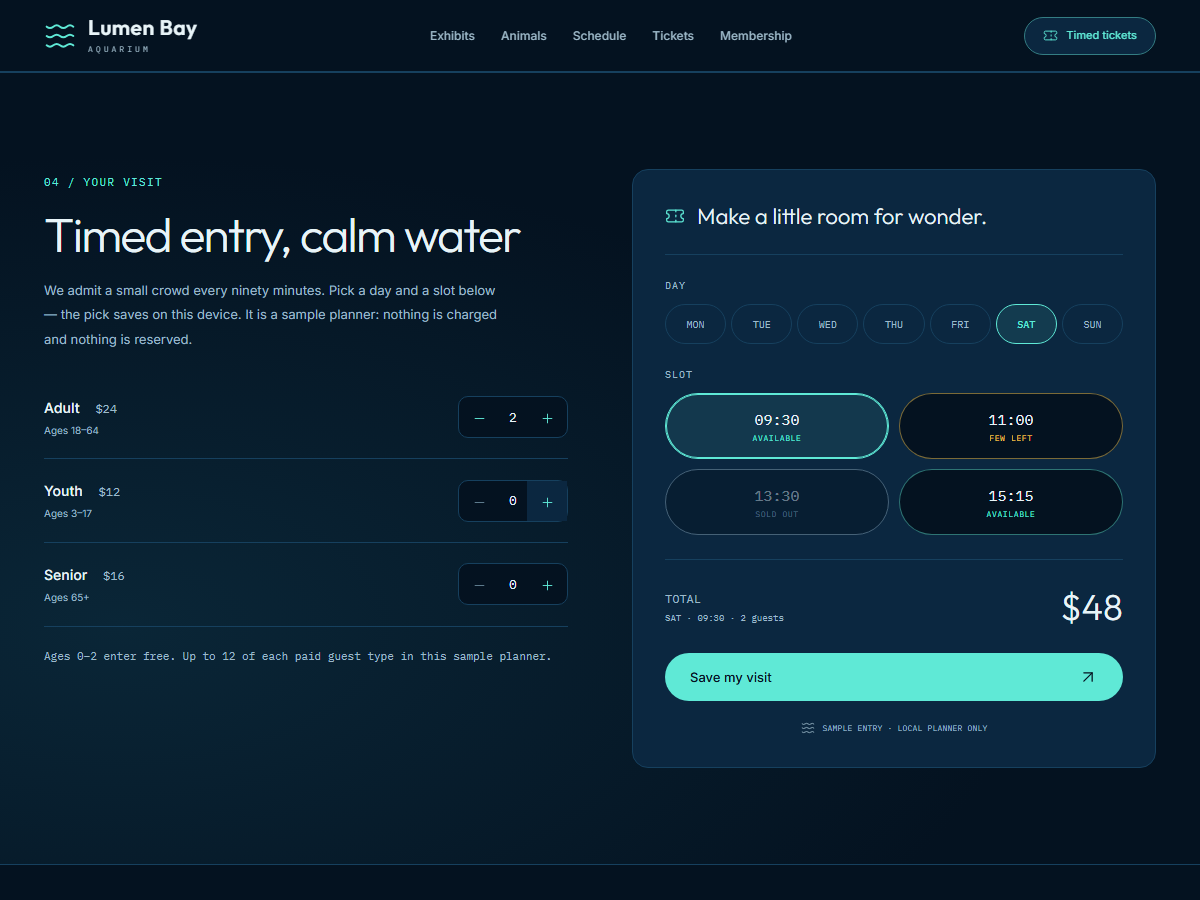 Lumen Bay
AQUARIUM
Exhibits Animals Schedule Tickets Membership
Timed tickets
04 / YOUR VISIT
Timed entry, calm water
We admit a small crowd every ninety minutes. Pick a day and a slot below
— the pick saves on this device. It is a sample planner: nothing is charged
and nothing is reserved.
Adult $24
Ages 18–64
− 2 +
Youth $12
Ages 3–17
− 0 +
Senior $16
Ages 65+
− 0 +
Ages 0–2 enter free. Up to 12 of each paid guest type in this sample planner.
Make a little room for wonder.
DAY
MON TUE WED THU FRI SAT SUN
SLOT
09:30
AVAILABLE
11:00
FEW LEFT
13:30
SOLD OUT
15:15
AVAILABLE
TOTAL
SAT · 09:30 · 2 guests
$48
Save my visit
SAMPLE ENTRY · LOCAL PLANNER ONLY